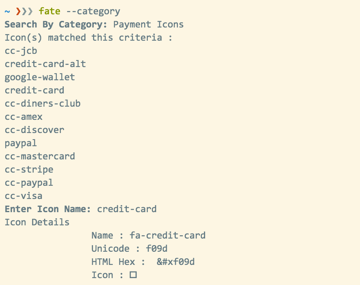 ~ ❯❯❯ fate --category
Search By Category: Payment Icons
Icon(s) matched this criteria :
cc-jcb
credit-card-alt
google-wallet
credit-card
cc-diners-club
cc-amex
cc-discover
paypal
cc-mastercard
cc-stripe
cc-paypal
cc-visa
Enter Icon Name: credit-card
Icon Details
Name : fa-credit-card
Unicode : f09d
HTML Hex :  &#xf09d
Icon : □